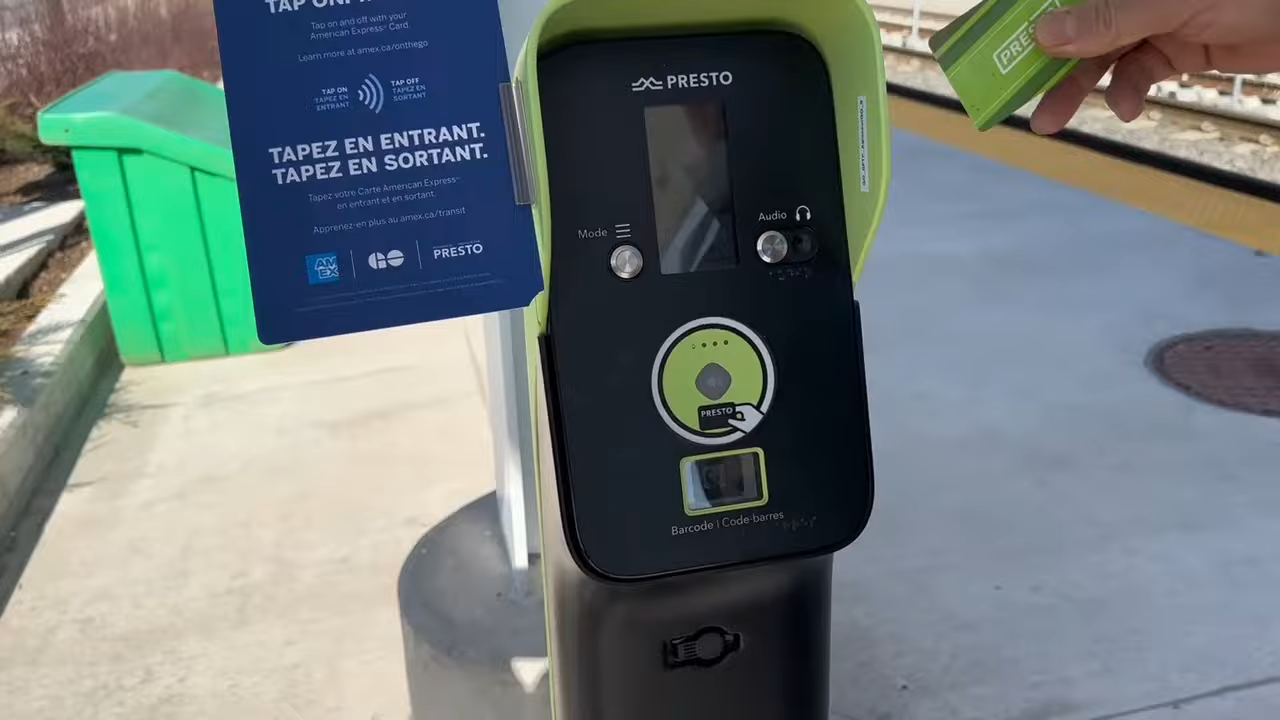 TAP ON
Tap on and off with your
American Express® Card.
Learn more at amex.ca/onthego
TAP ON
TAPEZ EN
ENTRANT
TAP OFF
TAPEZ EN
SORTANT
TAPEZ EN ENTRANT.
TAPEZ EN SORTANT.
Tapez votre Carte American Express
en entrant et en sortant.
Apprenez-en plus au amex.ca/transit
AM
EX
GO
PRESTO
PRESTO
Mode
Audio
PRESTO
Barcode | Code-barres
PRES